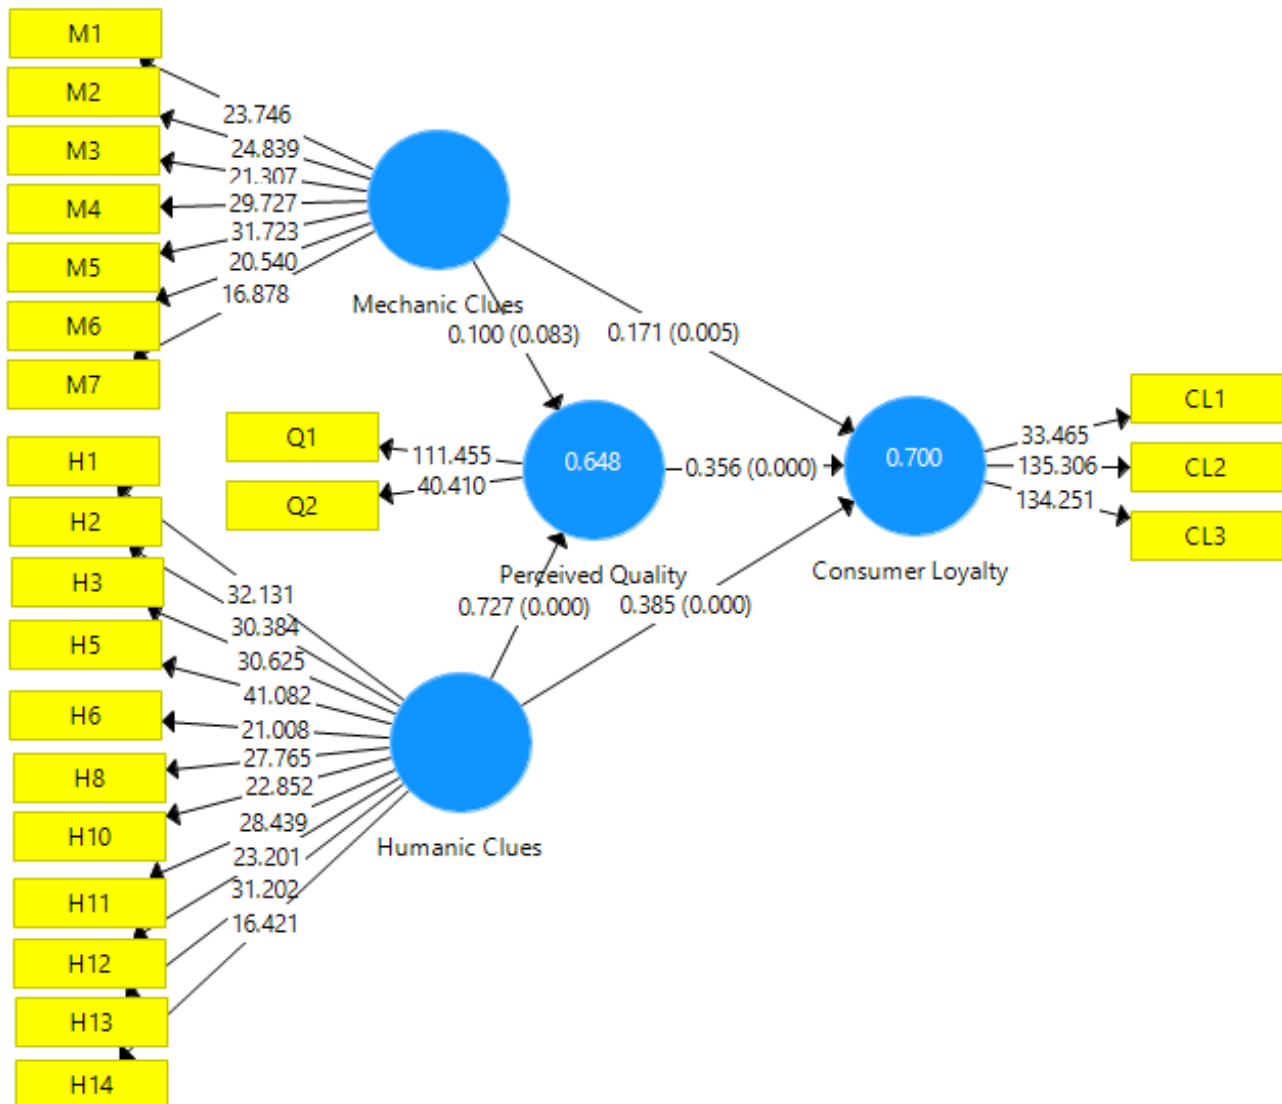 M1
M2
M3
M4
M5
M6
M7
23.746
24.839
21.307
29.727
31.723
20.540
16.878
Mechanic Clues
0.100 (0.083)
0.171 (0.005)
Q1
Q2
111.455
40.410
0.648
Perceived Quality
0.356 (0.000)
0.700
Consumer Loyalty
33.465
135.306
134.251
CL1
CL2
CL3
0.727 (0.000)
0.385 (0.000)
H1
H2
H3
H5
H6
H8
H10
H11
H12
H13
H14
32.131
30.384
30.625
41.082
21.008
27.765
22.852
28.439
23.201
31.202
16.421
Humanic Clues